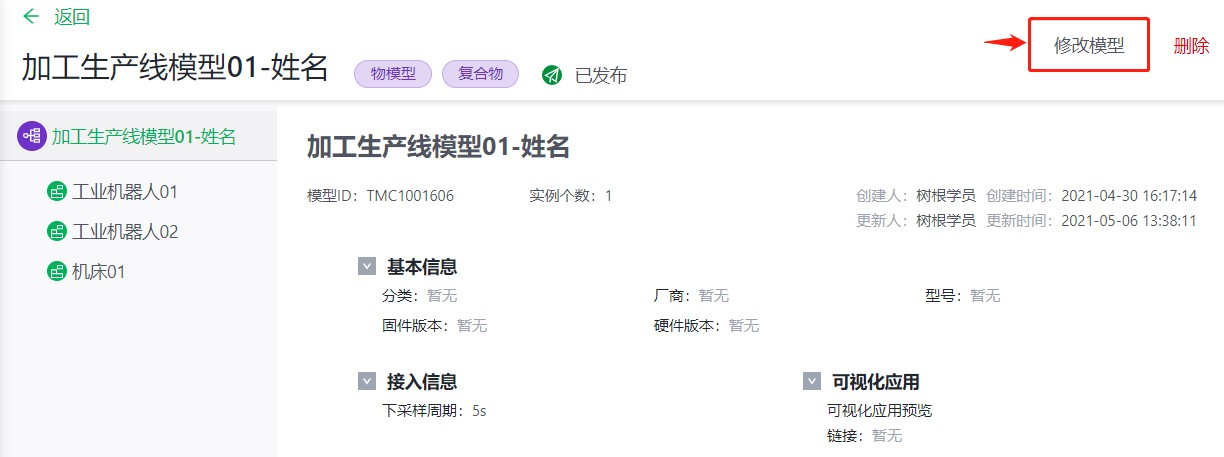 返回
加工生产线模型01-姓名 物模型 复合物 已发布 修改模型 删除
加工生产线模型01-姓名
工业机器人01
工业机器人02
机床01
加工生产线模型01-姓名
模型ID：TMC1001606 实例个数：1 创建人：树根学员 创建时间：2021-04-30 16:17:14
更新人：树根学员 更新时间：2021-05-06 13:38:11
基本信息
分类：暂无 厂商：暂无 型号：暂无
固件版本：暂无 硬件版本：暂无
接入信息 可视化应用
下采样周期：5s 可视化应用预览
链接：暂无